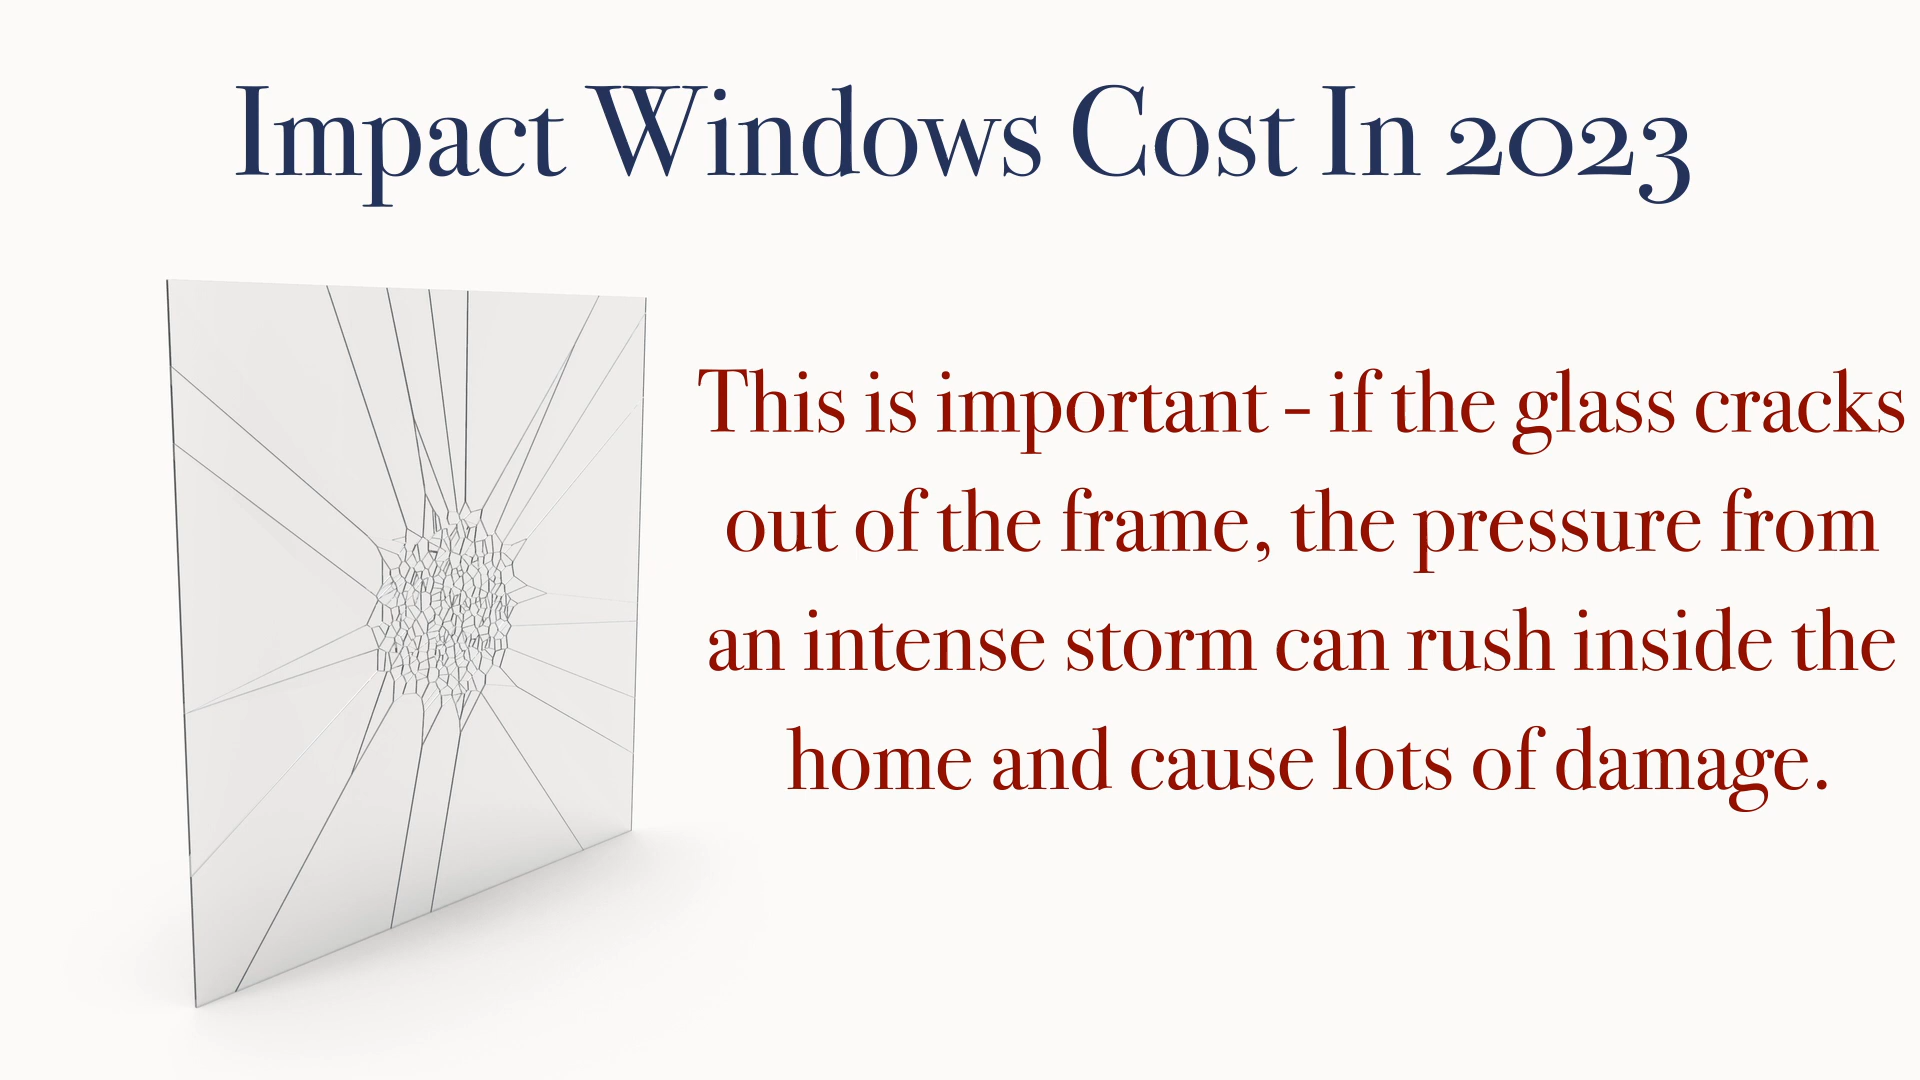 Impact Windows Cost In 2023
This is important - if the glass cracks
out of the frame, the pressure from
an intense storm can rush inside the
home and cause lots of damage.